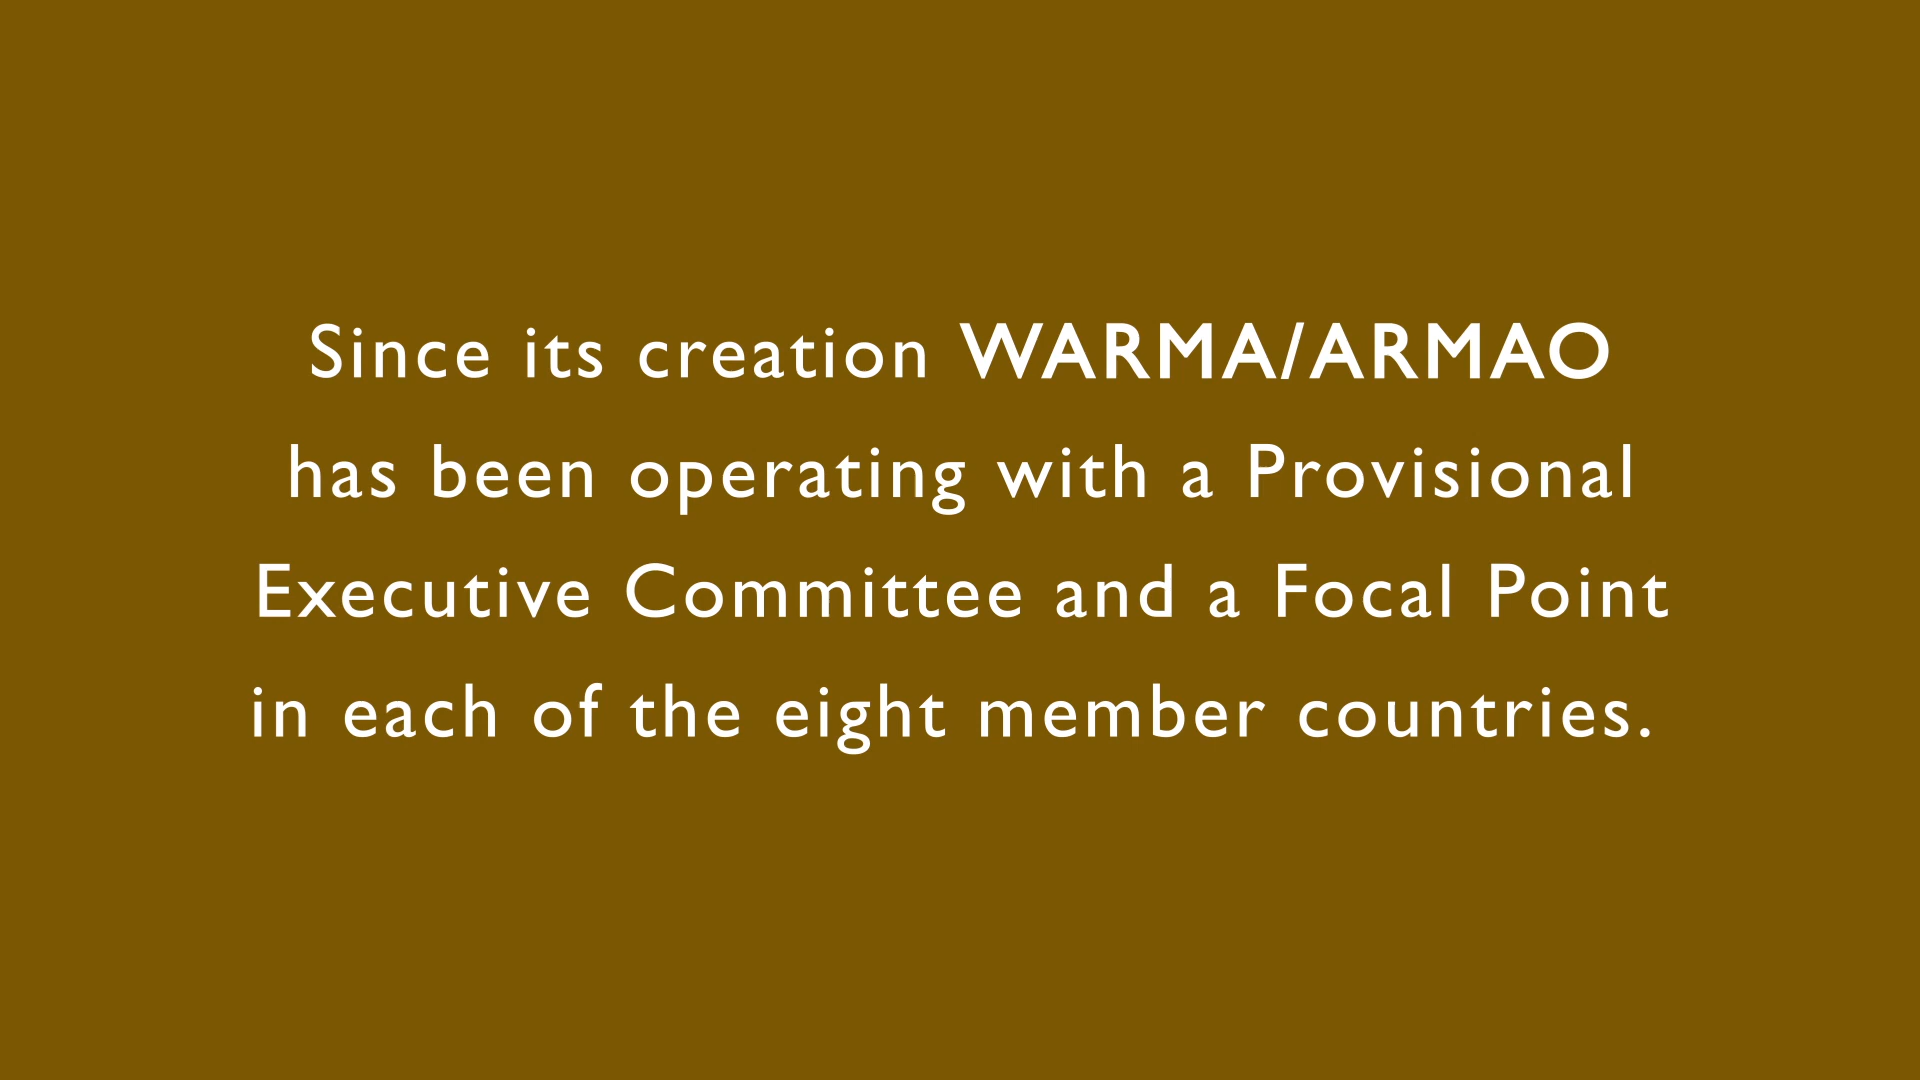 Since its creation WARMA/ARMAO
has been operating with a Provisional
Executive Committee and a Focal Point
in each of the eight member countries.